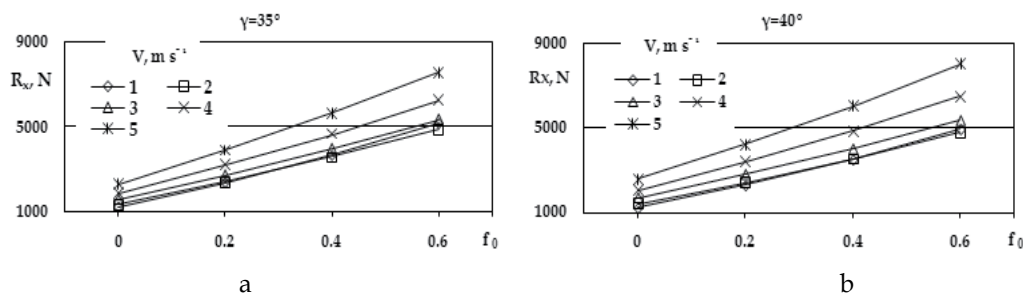 γ=35°
9000
V, m s⁻¹
Rₓ, N
1 2
3 4
5
5000
1000
0 0.2 0.4 0.6 f₀
a
γ=40°
9000
V, m s⁻¹
Rx, N
1 2
3 4
5
5000
1000
0 0.2 0.4 0.6 f₀
b